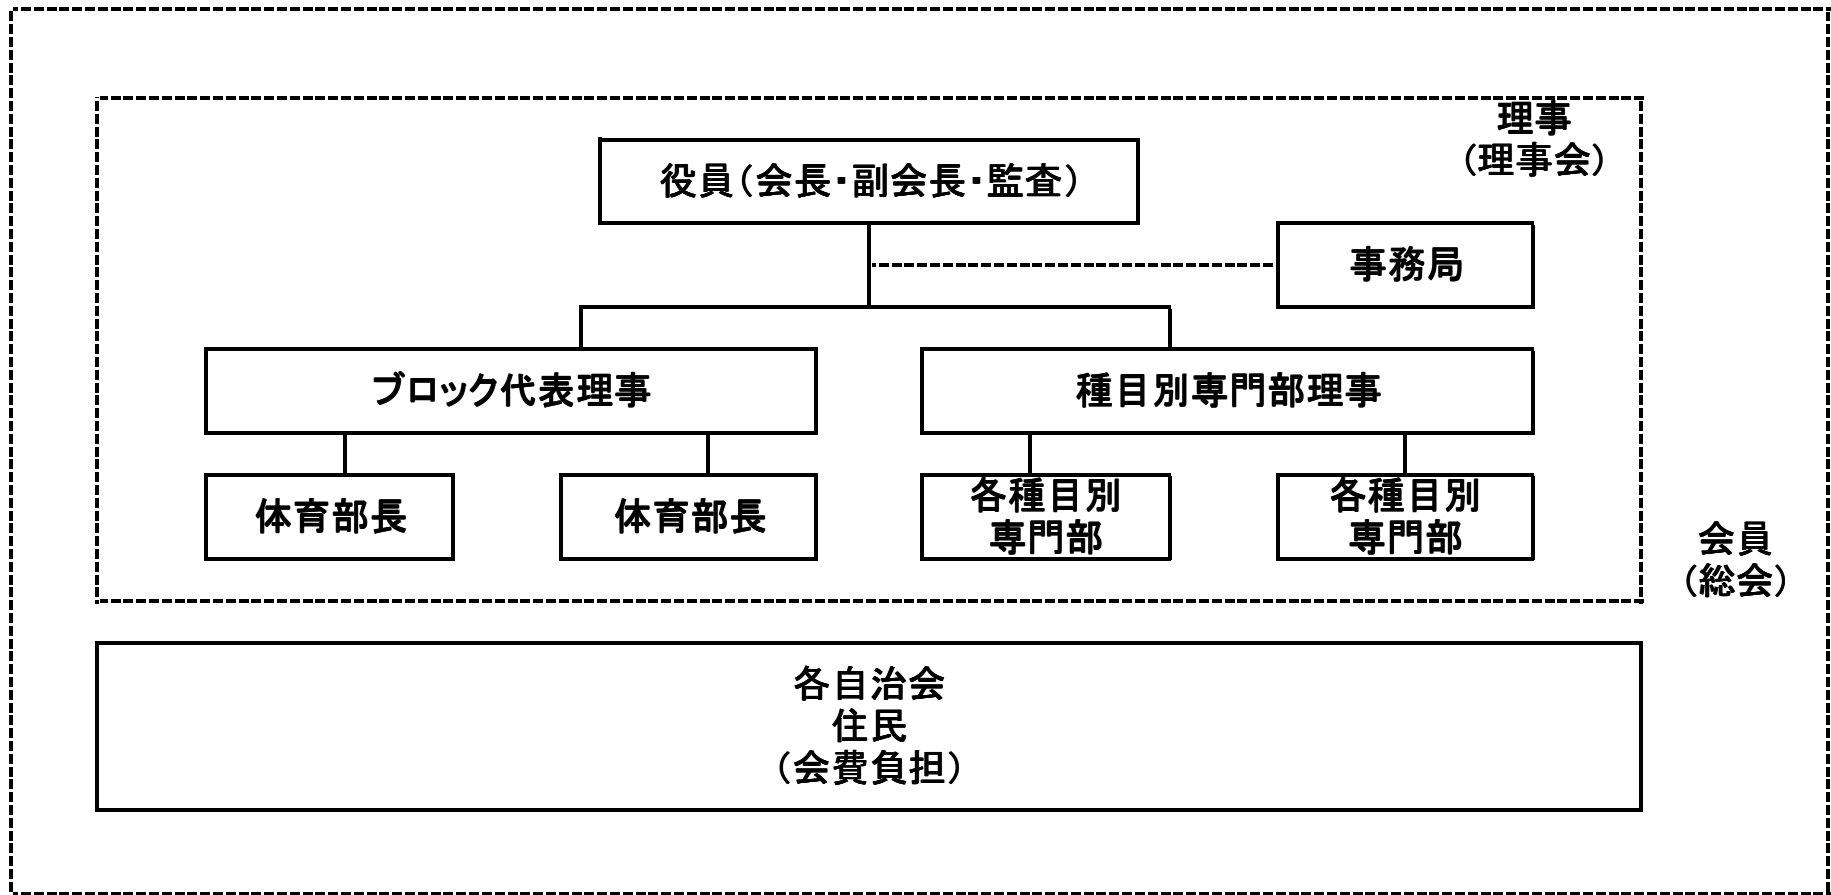 理事
（理事会）
役員（会長・副会長・監査）
事務局
ブロック代表理事
種目別専門部理事
体育部長
体育部長
各種目別
専門部
各種目別
専門部
会員
（総会）
各自治会
住民
（会費負担）